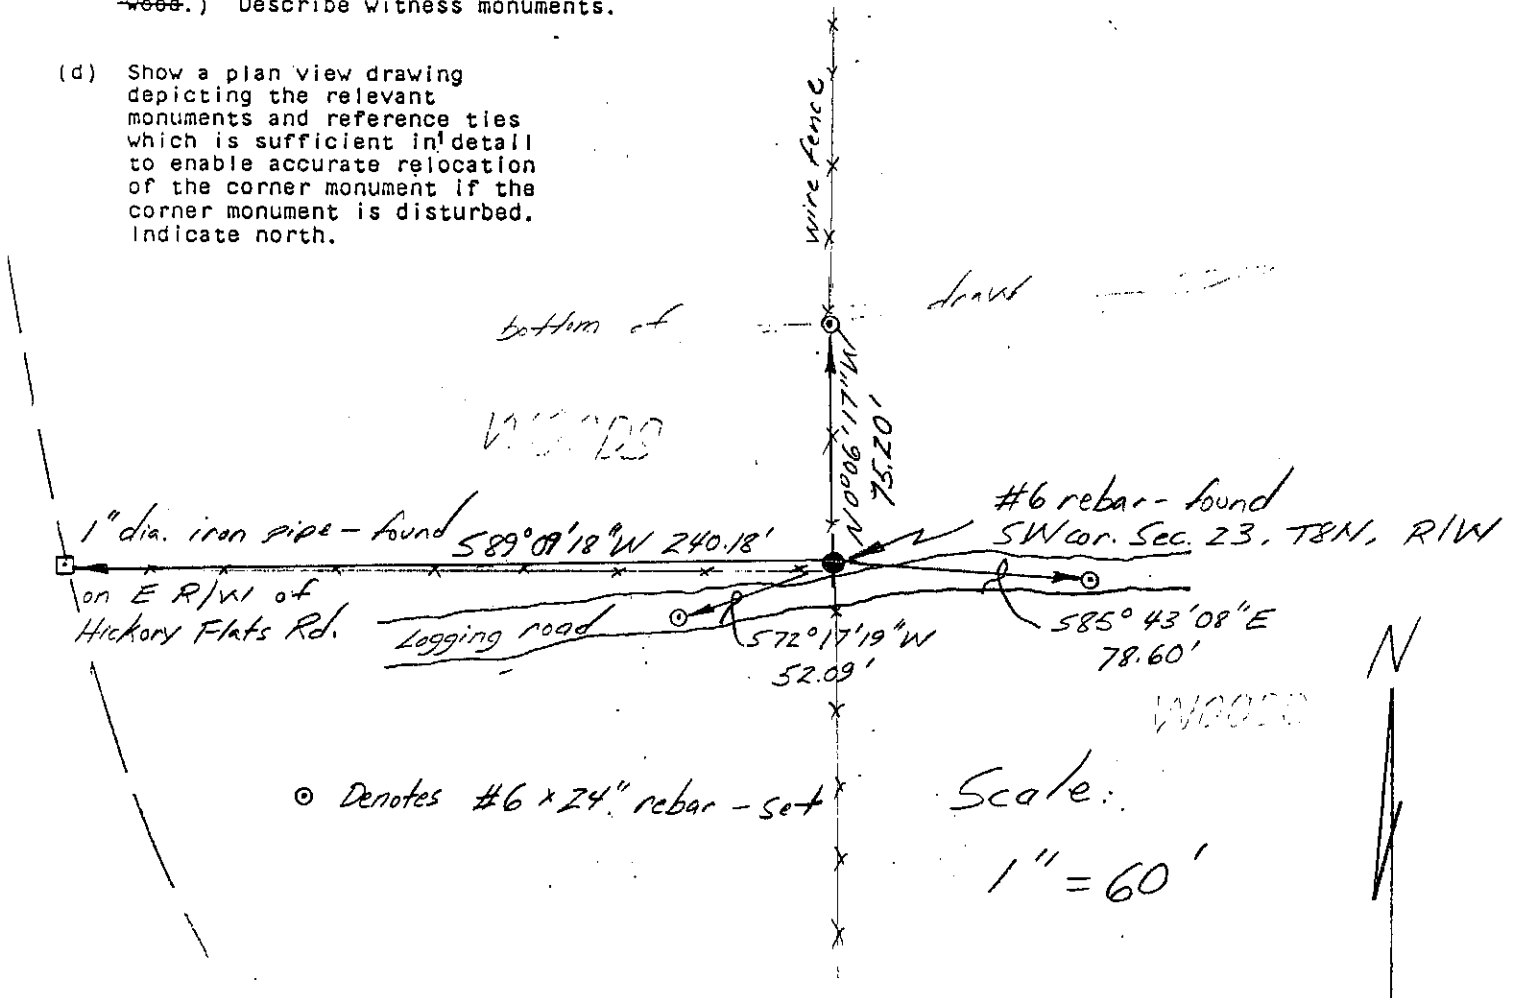 wood.) Describe witness monuments.
(d) Show a plan view drawing
depicting the relevant
monuments and reference ties
which is sufficient in detail
to enable accurate relocation
of the corner monument if the
corner monument is disturbed.
Indicate north.
wire fence
bottom of draw
WOODS
N0°06'17"W
75.20'
#6 rebar - found
SW cor. Sec. 23, T8N, R1W
1" dia. iron pipe - found
S89°09'18"W 240.18'
on E R/W of
Hickory Flats Rd.
Logging road
S72°17'19"W
52.09'
S85°43'08"E
78.60'
N
WOODS
⊙ Denotes #6 x 24" rebar - set
Scale:
1" = 60'